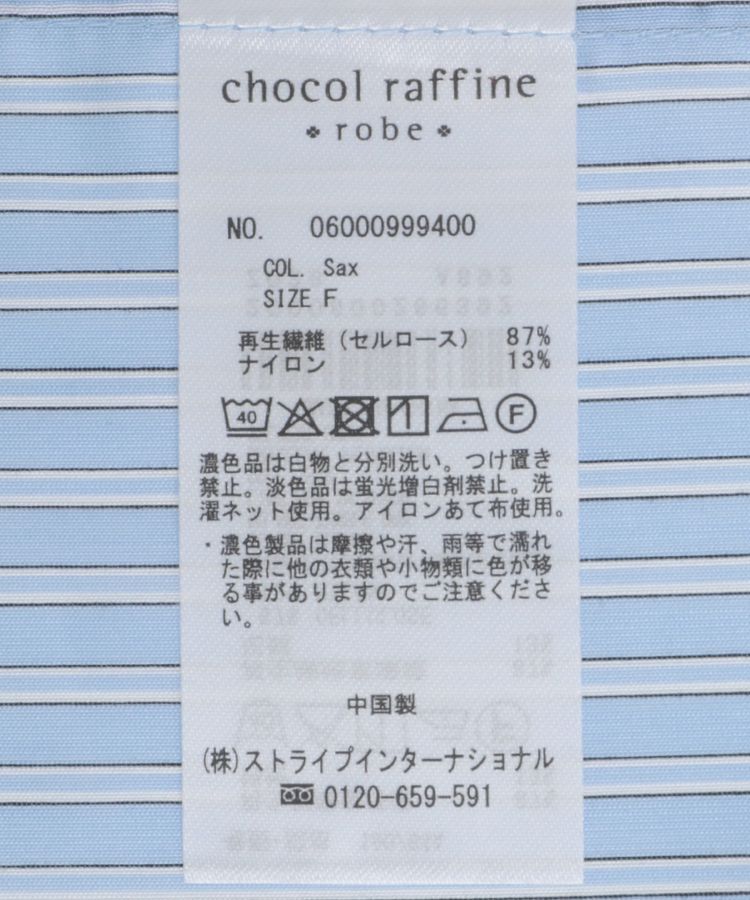 chocol raffine
robe
NO. 06000999400
COL. Sax
SIZE F
再生繊維 (セルロース) 87%
ナイロン 13%
40 F
濃色品は白物と分別洗い。つけ置き
禁止。淡色品は蛍光増白剤禁止。洗
濯ネット使用。アイロンあて布使用。
・濃色製品は摩擦や汗、雨等で濡れ
た際に他の衣類や小物類に色が移
る事がありますのでご注意くださ
い。
中国製
(株)ストライプインターナショナル
0120-659-591